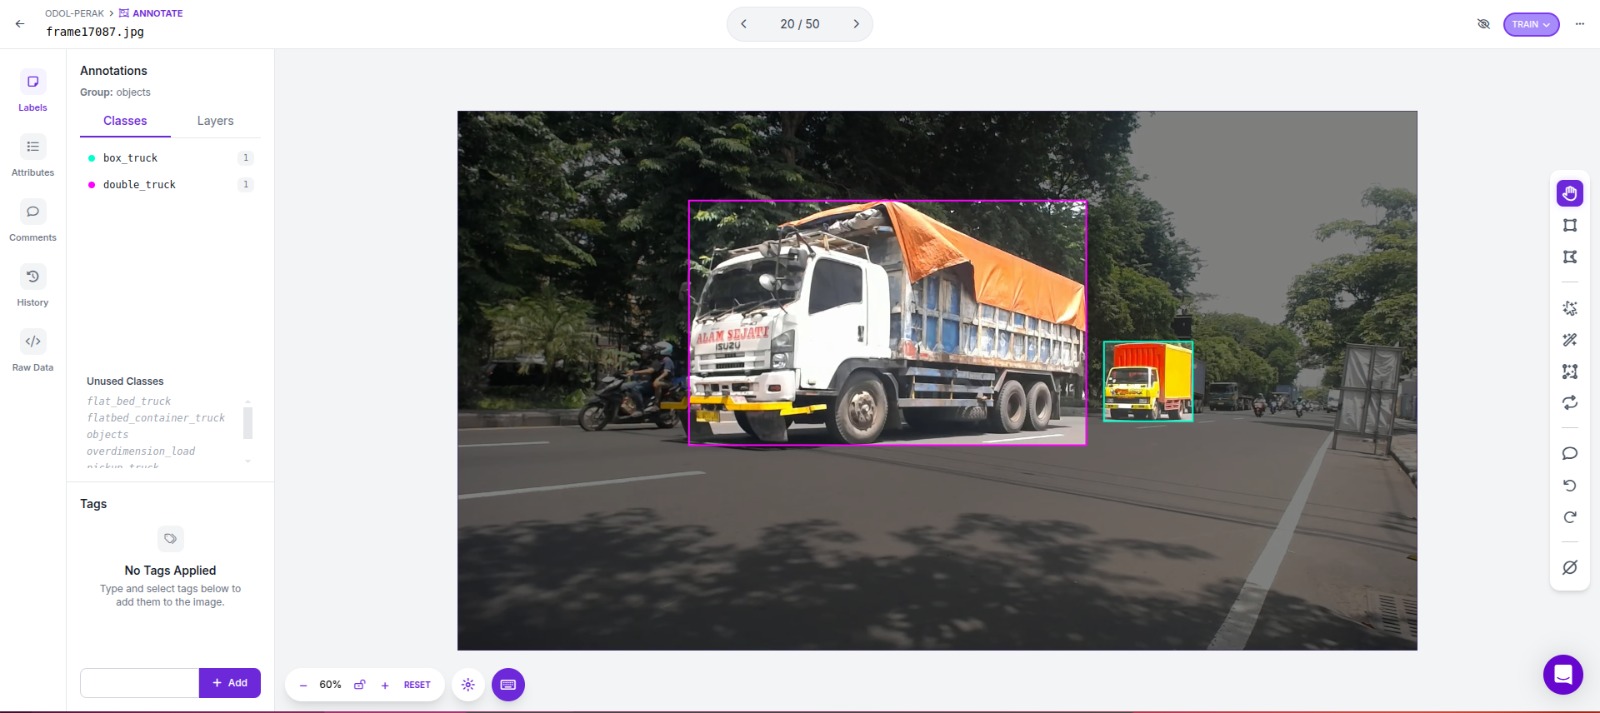 ODOL-PERAK > ANNOTATE
frame17087.jpg
20 / 50
TRAIN
Labels
Attributes
Comments
History
Raw Data
Annotations
Group: objects
Classes
Layers
box_truck 1
double_truck 1
Unused Classes
flat_bed_truck
flatbed_container_truck
objects
overdimension_load
pickup_truck
Tags
No Tags Applied
Type and select tags below to
add them to the image.
+ Add
ALAM SEJATI
ISUZU
− 60% + RESET